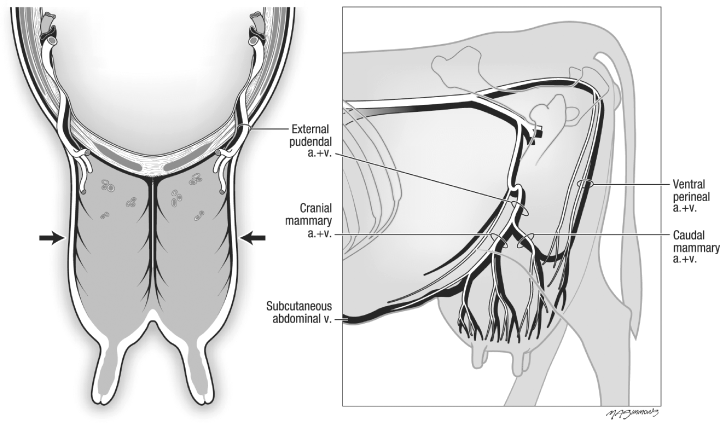 External
pudendal
a.+v.
Cranial
mammary
a.+v.
Subcutaneous
abdominal v.
Ventral
perineal
a.+v.
Caudal
mammary
a.+v.